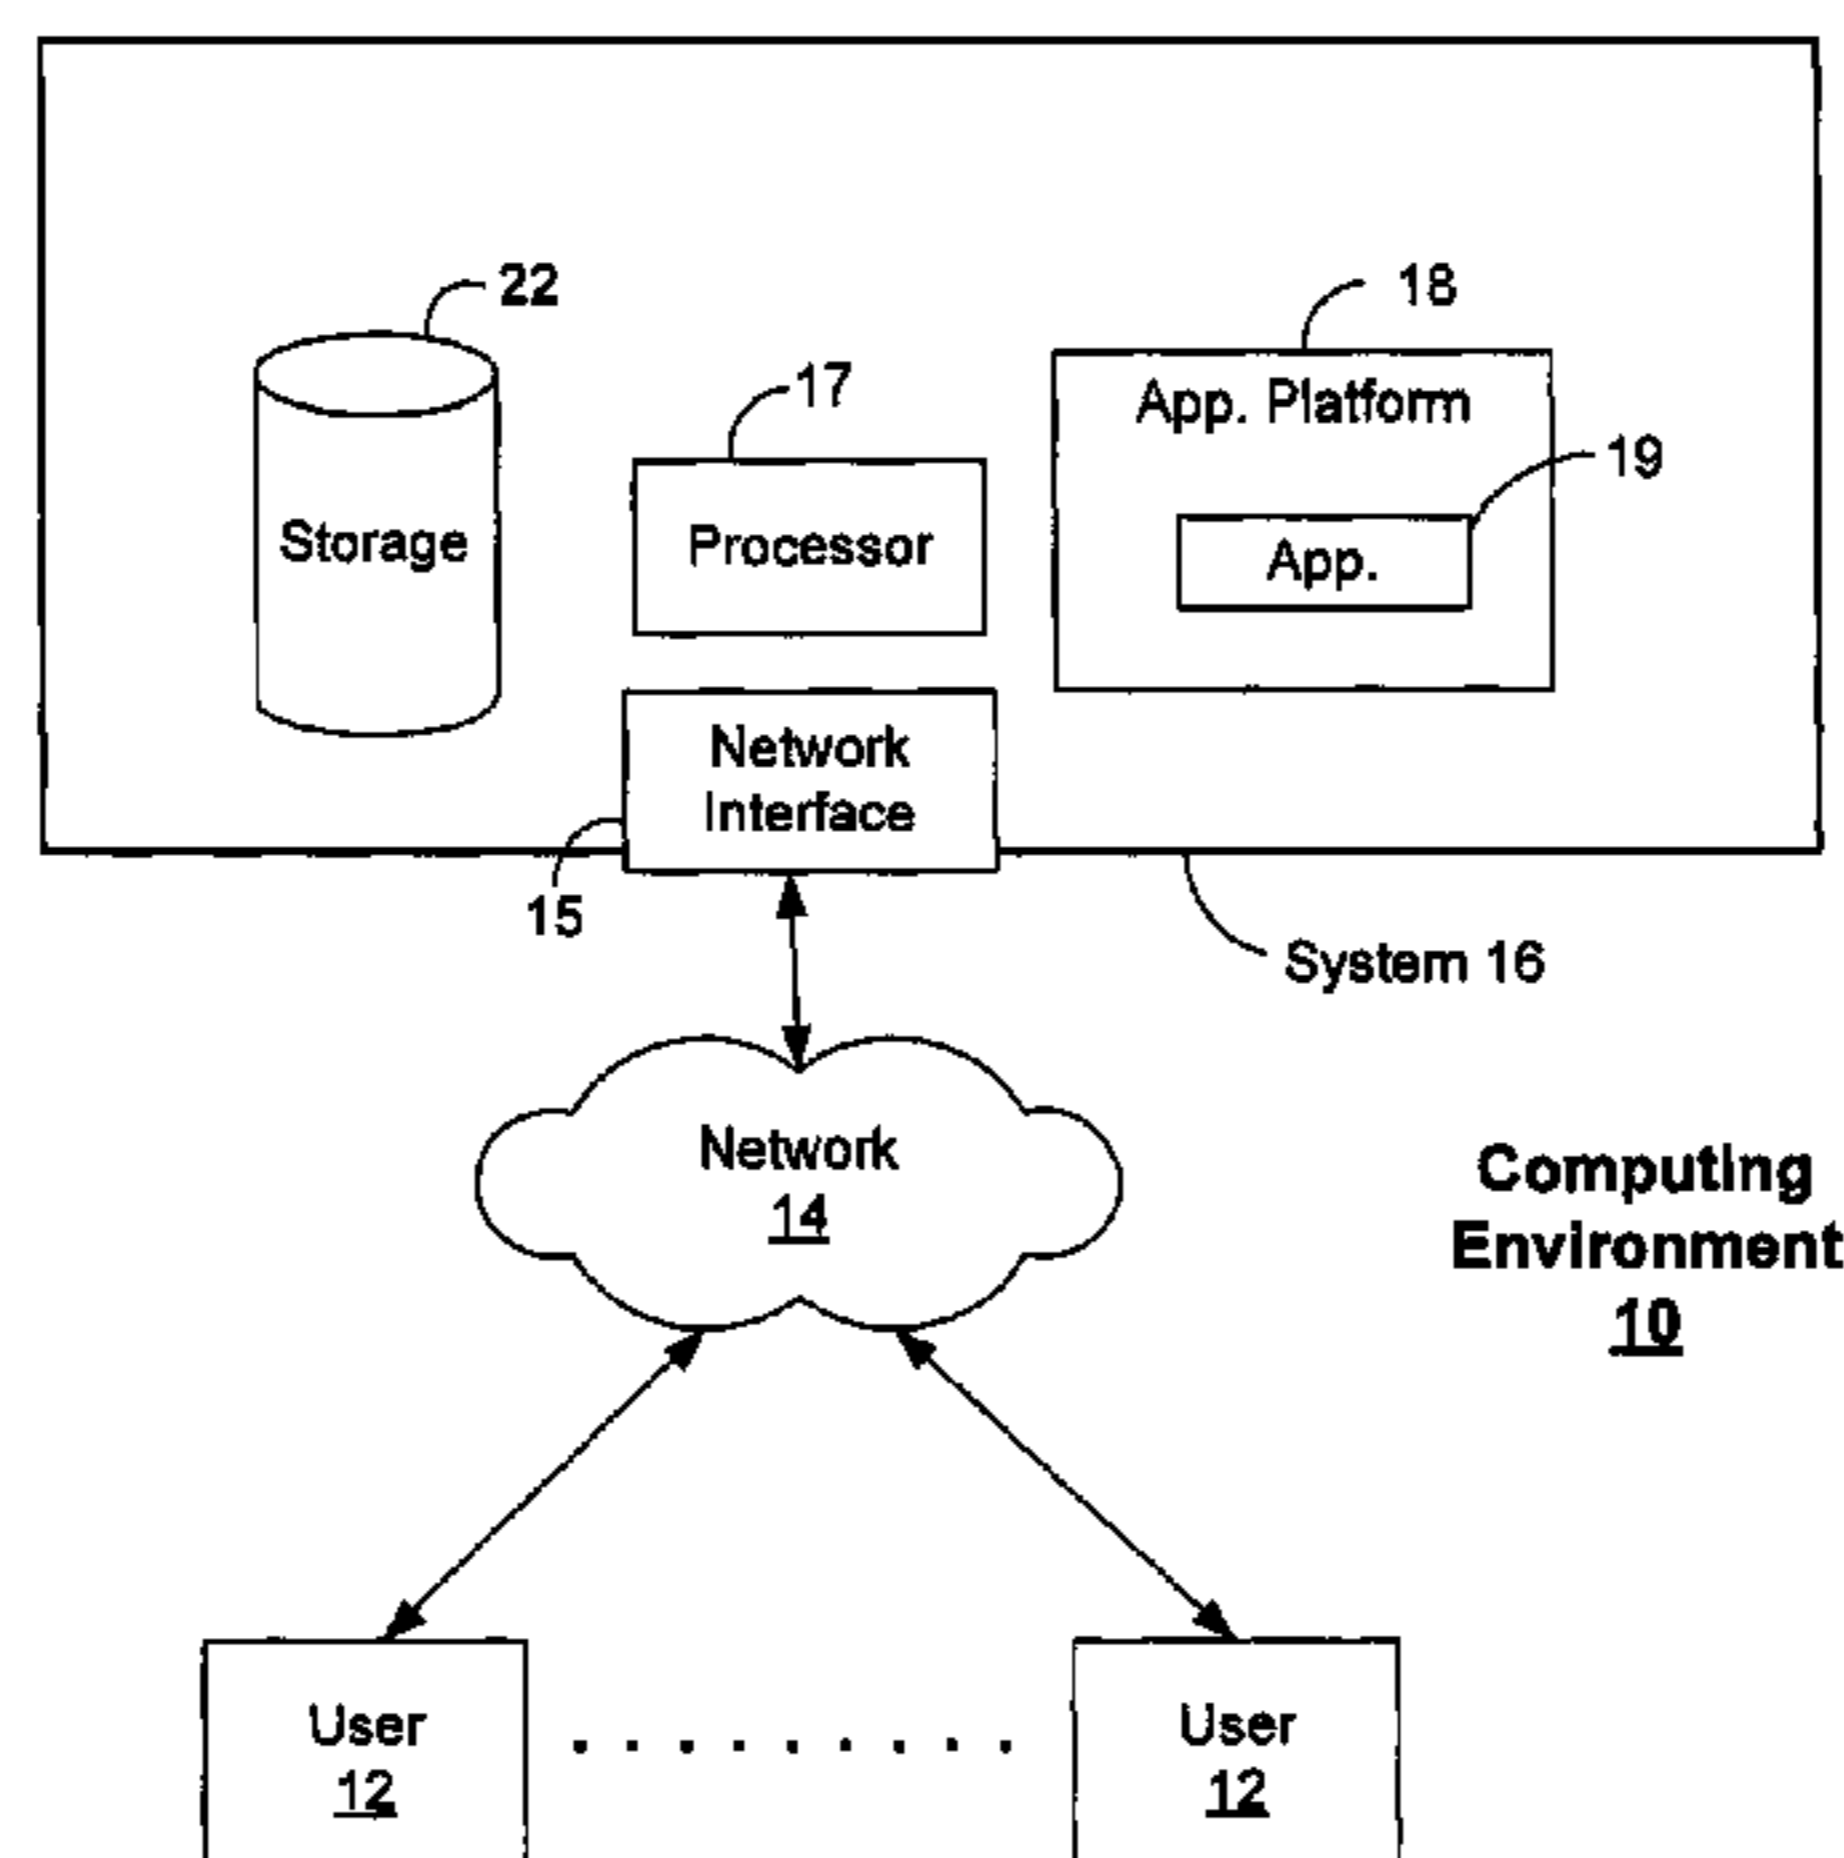 22
18
17
App. Platform
19
Storage
Processor
App.
Network
Interface
15
System 16
Network
14
Computing
Environment
10
User
12
. . . . . . . . .
User
12